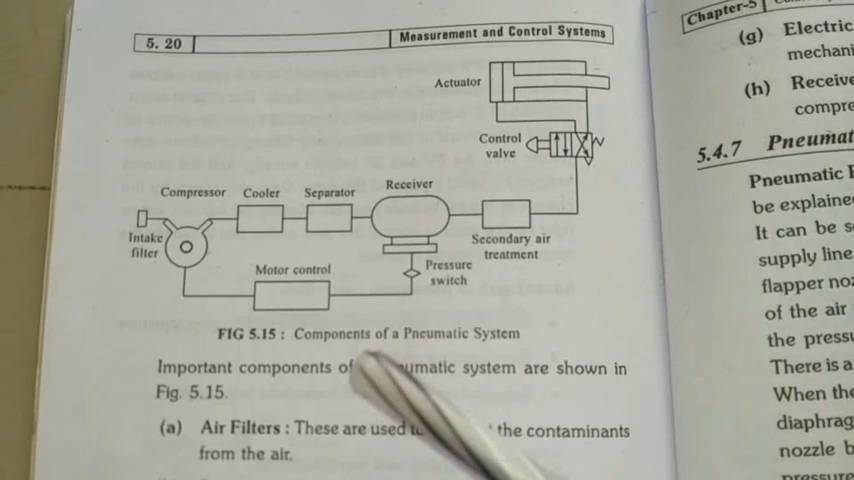 5. 20
Measurement and Control Systems
Actuator
Control
valve
Compressor
Cooler
Separator
Receiver
Intake
filter
Secondary air
treatment
Pressure
switch
Motor control
FIG 5.15 : Components of a Pneumatic System
Important components of umatic system are shown in
Fig. 5.15.
(a) Air Filters : These are used the contaminants
from the air.
Chapter-5
(g) Electric
mechani
(h) Receive
compre
5.4.7 Pneumat
Pneumatic
be explaine
It can be s
supply line
flapper noz
of the air
the pressu
There is a
When the
diaphrag
nozzle b
pressure